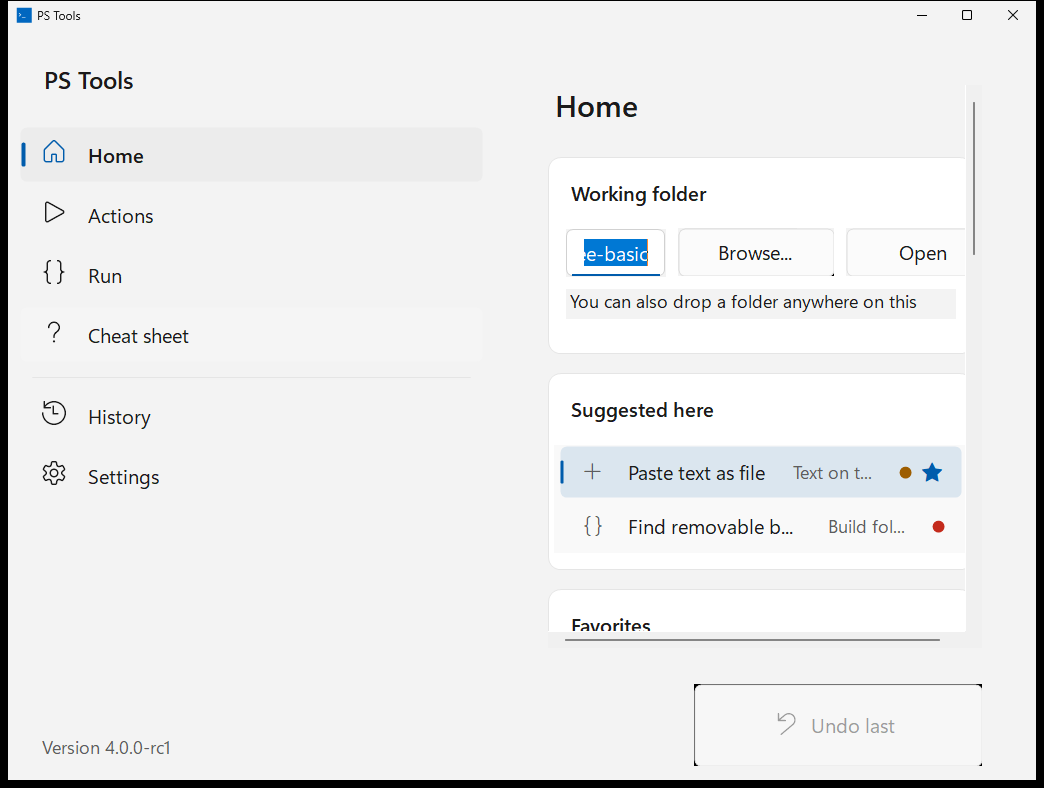 PS Tools
PS Tools
Home
Actions
Run
Cheat sheet
History
Settings
Version 4.0.0-rc1
Home
Working folder
e-basic
Browse...
Open
You can also drop a folder anywhere on this
Suggested here
Paste text as file Text on t...
Find removable b... Build fol...
Favorites
Undo last